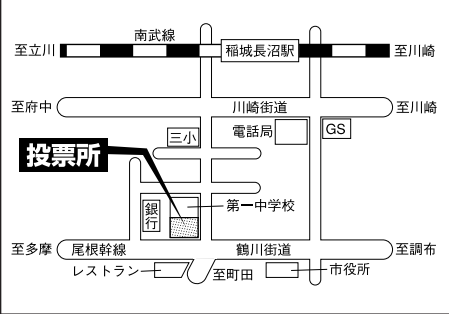 南武線
至立川
稲城長沼駅
至川崎
至府中
川崎街道
至川崎
三小
電話局
GS
投票所
銀行
第一中学校
至多摩
尾根幹線
鶴川街道
至調布
レストラン
至町田
市役所